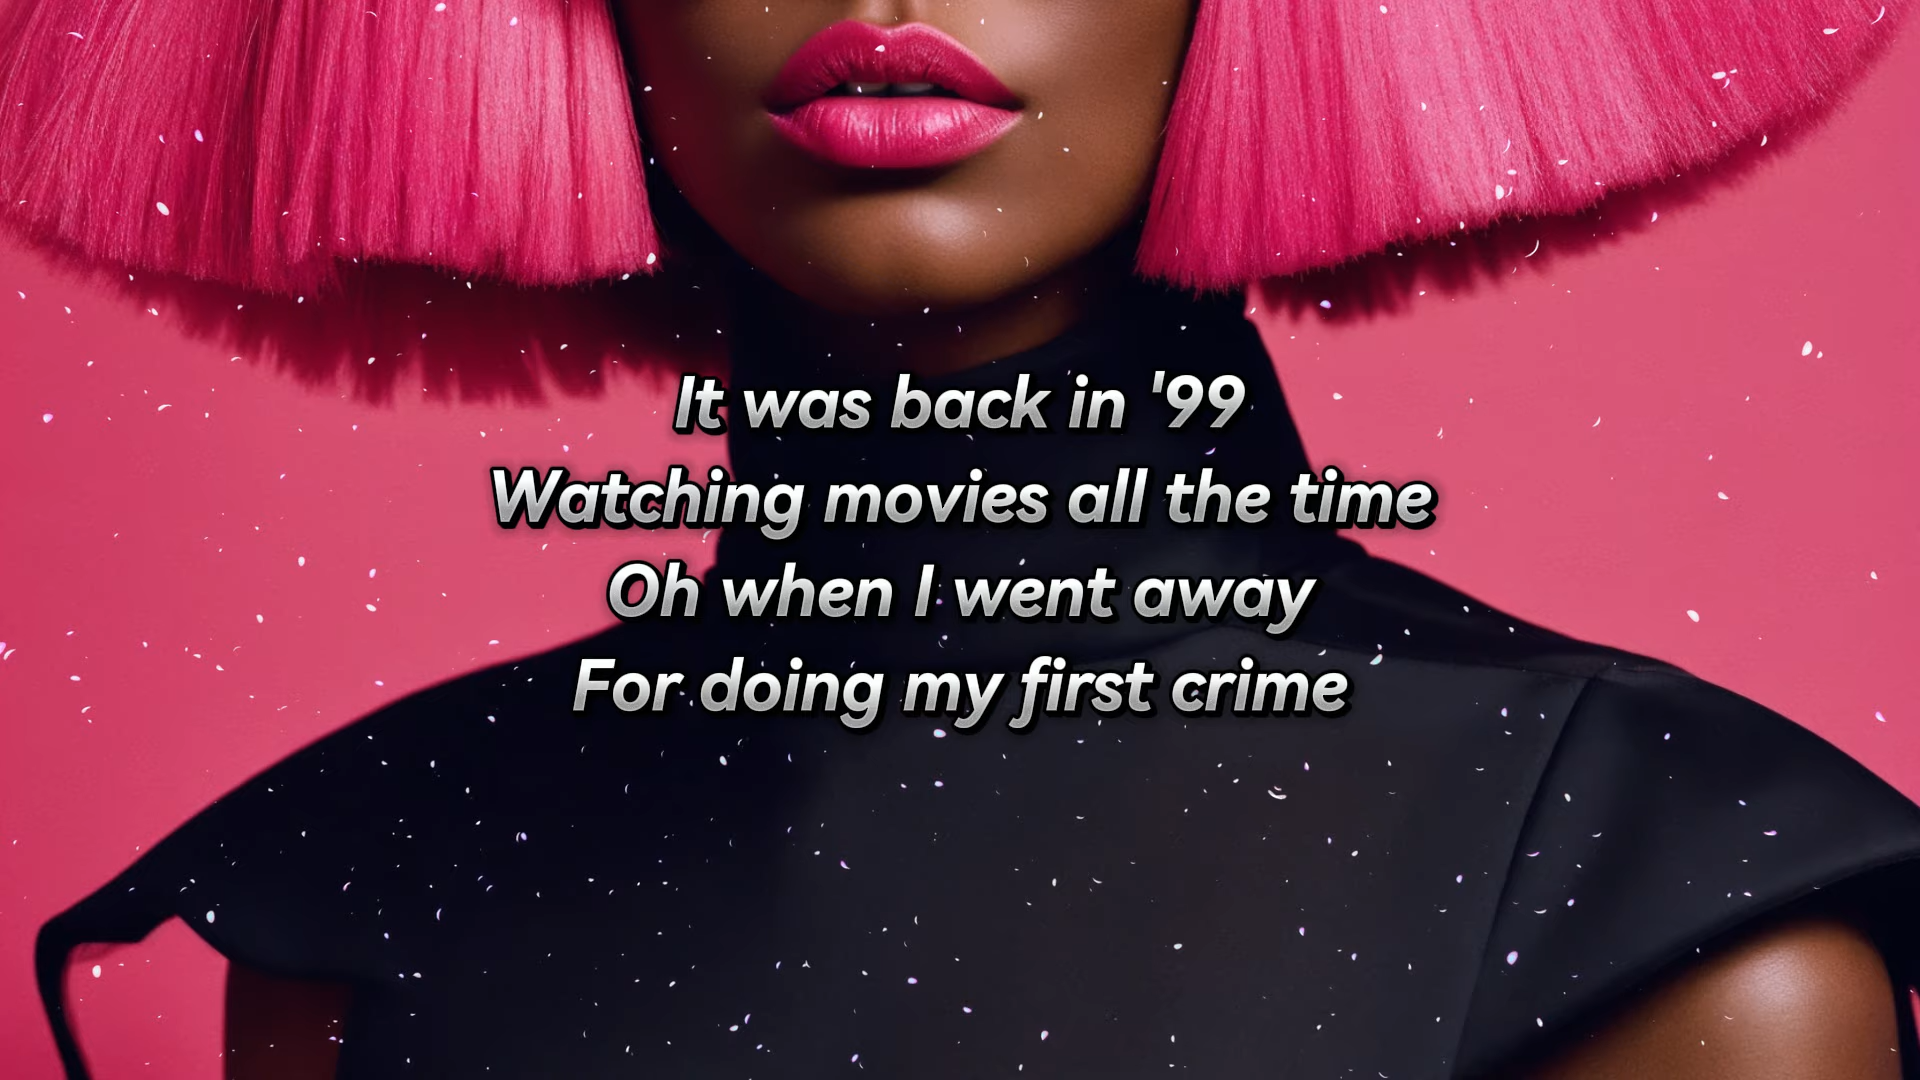 It was back in '99
Watching movies all the time
Oh when I went away
For doing my first crime